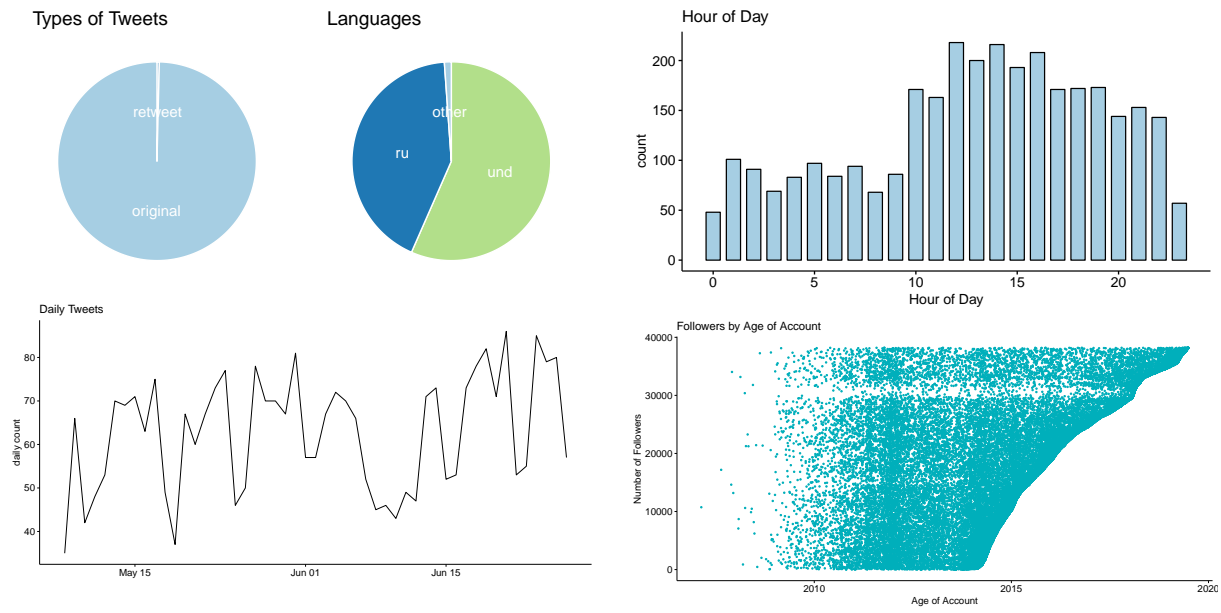 Types of Tweets
retweet
original
Languages
other
ru
und
Hour of Day
count
200
150
100
50
0
0 5 10 15 20
Hour of Day
Daily Tweets
daily count
80
70
60
50
40
May 15 Jun 01 Jun 15
Followers by Age of Account
Number of Followers
40000
30000
20000
10000
0
2010 2015 2020
Age of Account